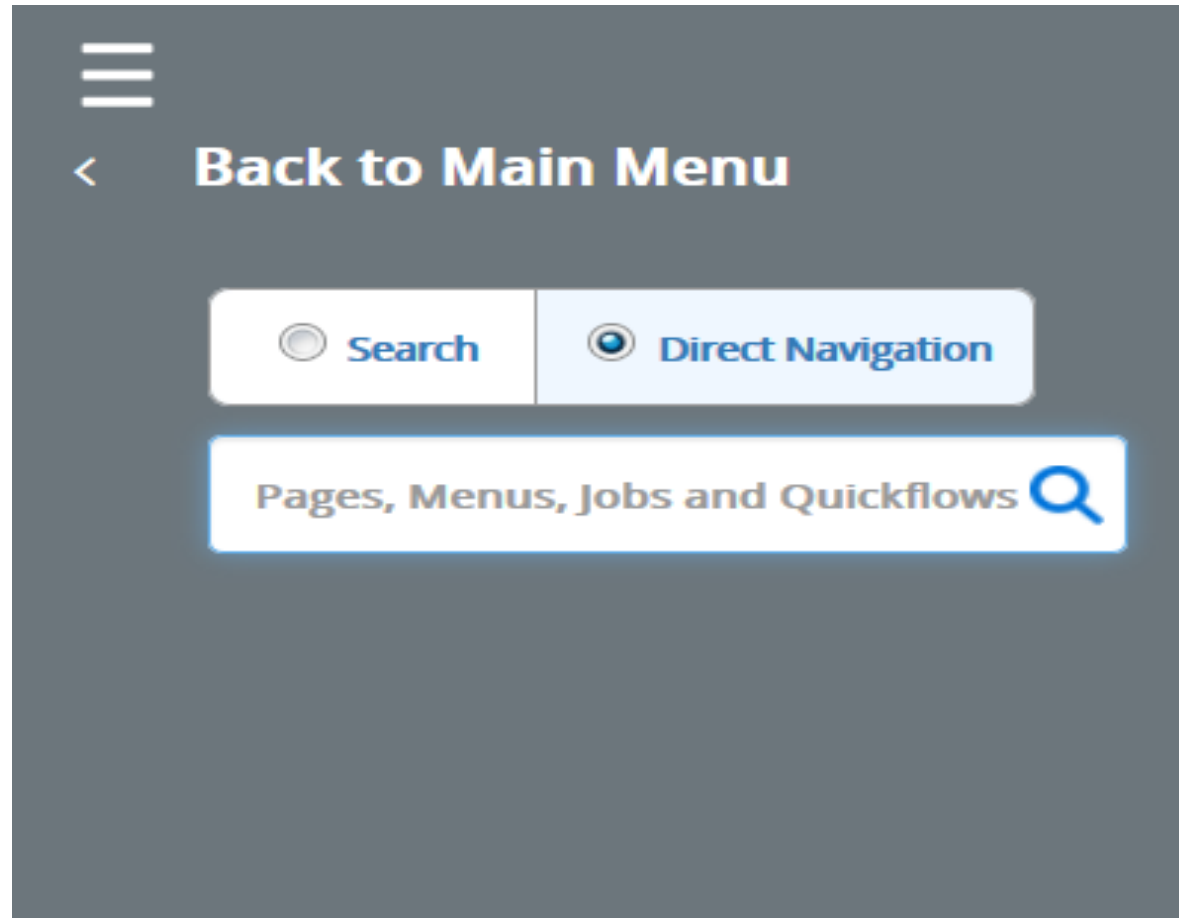 < Back to Main Menu
Search Direct Navigation
Pages, Menus, Jobs and Quickflows